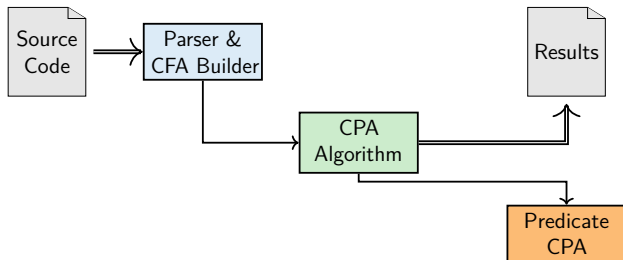 Source
Code
Parser &
CFA Builder
Results
CPA
Algorithm
Predicate
CPA